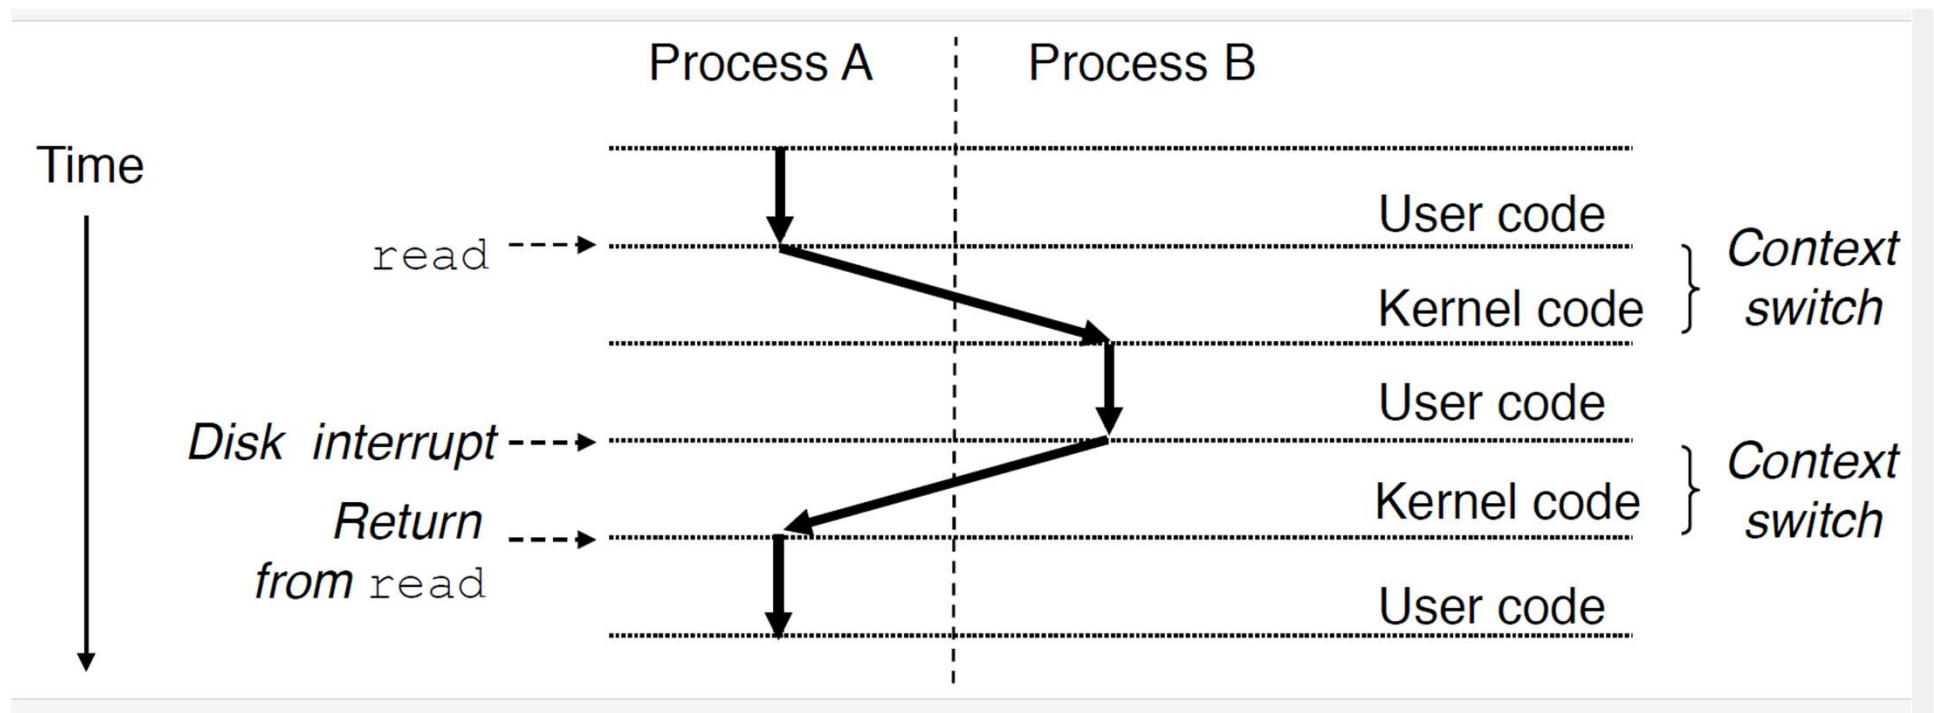 Process A
Process B
Time
User code
read
Context
switch
Kernel code
User code
Disk interrupt
Context
switch
Kernel code
Return
from read
User code